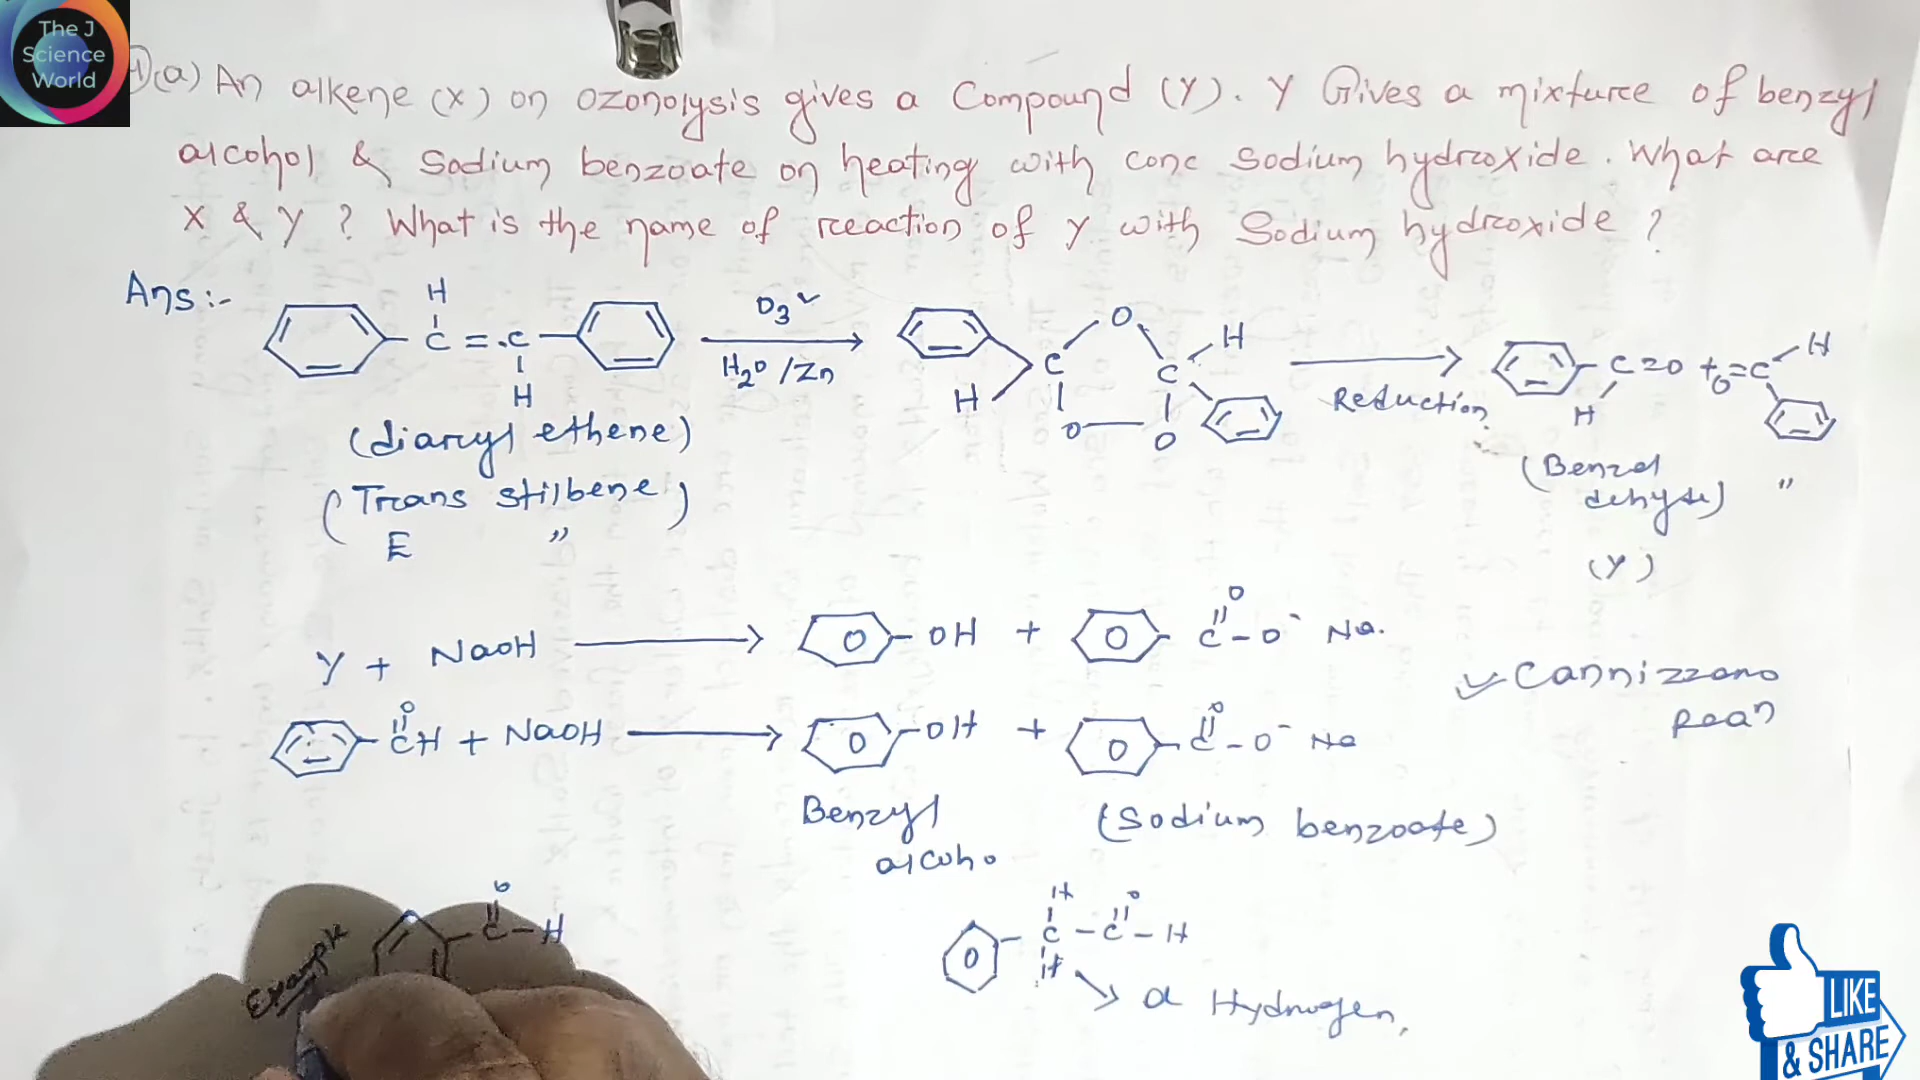 The J
Science
World
1) (a) An alkene (X) on ozonolysis gives a Compound (Y). Y Gives a mixture of benzyl
alcohol & Sodium benzoate on heating with conc Sodium hydroxide. What are
X & Y ? What is the name of reaction of Y with Sodium hydroxide ?
Ans :-
H
C = C
H
O3
H2O / Zn
O
C
H
C
H
O
O
Reduction
C=O + O=C
H
H
(diaryl ethene)
(Trans stilbene)
E "
(Benzal
dehyde)
"
(Y)
Y + NaOH
OH + C-O- Na.
O
Cannizzaro
Reaⁿ
O
CH + NaOH
OH + C-O- Na
O
O
O
Benzyl
alcoho
(Sodium benzoate)
Example
O
C-H
H
O
O
C-C-H
H
α Hydrogen,
LIKE
& SHARE